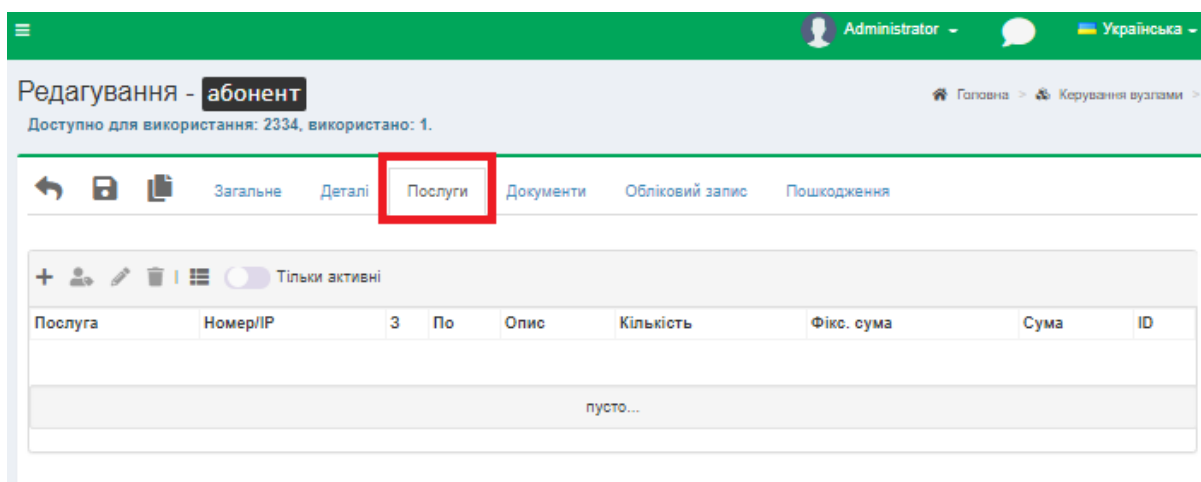 Administrator Українська
Редагування - абонент
Головна > Керування вузлами >
Доступно для використання: 2334, використано: 1.
Загальне Деталі Послуги Документи Обліковий запис Пошкодження
Тільки активні
Послуга Номер/IP З По Опис Кількість Фікс. сума Сума ID
пусто...